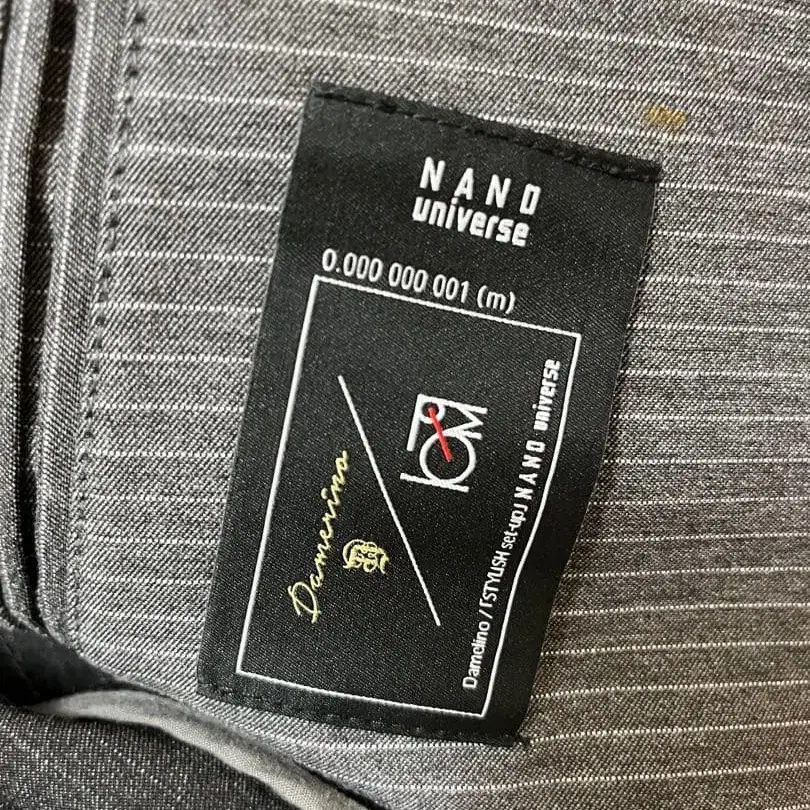 NANO
universe
0.000 000 001 (m)
Damerino
Damelino /「STYLISH set-up」 NANO universe